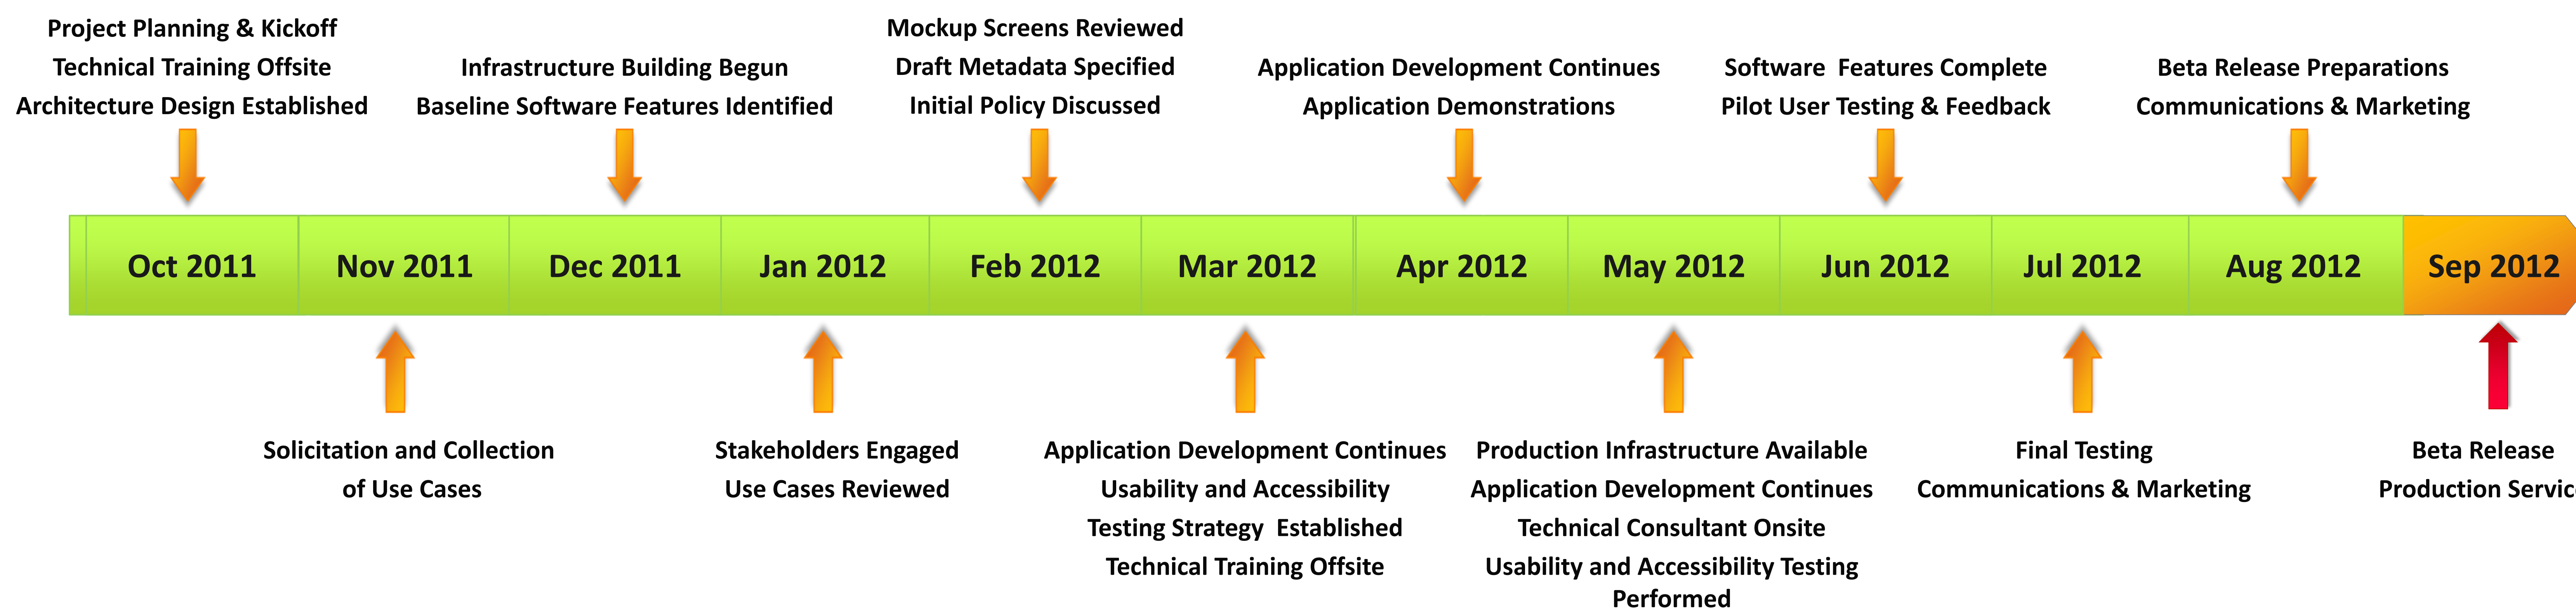 Project Planning & Kickoff
Technical Training Offsite
Architecture Design Established
Infrastructure Building Begun
Baseline Software Features Identified
Mockup Screens Reviewed
Draft Metadata Specified
Initial Policy Discussed
Application Development Continues
Application Demonstrations
Software  Features Complete
Pilot User Testing & Feedback
Beta Release Preparations
Communications & Marketing
Oct 2011
Nov 2011
Dec 2011
Jan 2012
Feb 2012
Mar 2012
Apr 2012
May 2012
Jun 2012
Jul 2012
Aug 2012
Sep 2012
Solicitation and Collection
of Use Cases
Stakeholders Engaged
Use Cases Reviewed
Application Development Continues
Usability and Accessibility
Testing Strategy  Established
Technical Training Offsite
Production Infrastructure Available
Application Development Continues
Technical Consultant Onsite
Usability and Accessibility Testing
Performed
Final Testing
Communications & Marketing
Beta Release
Production Servic